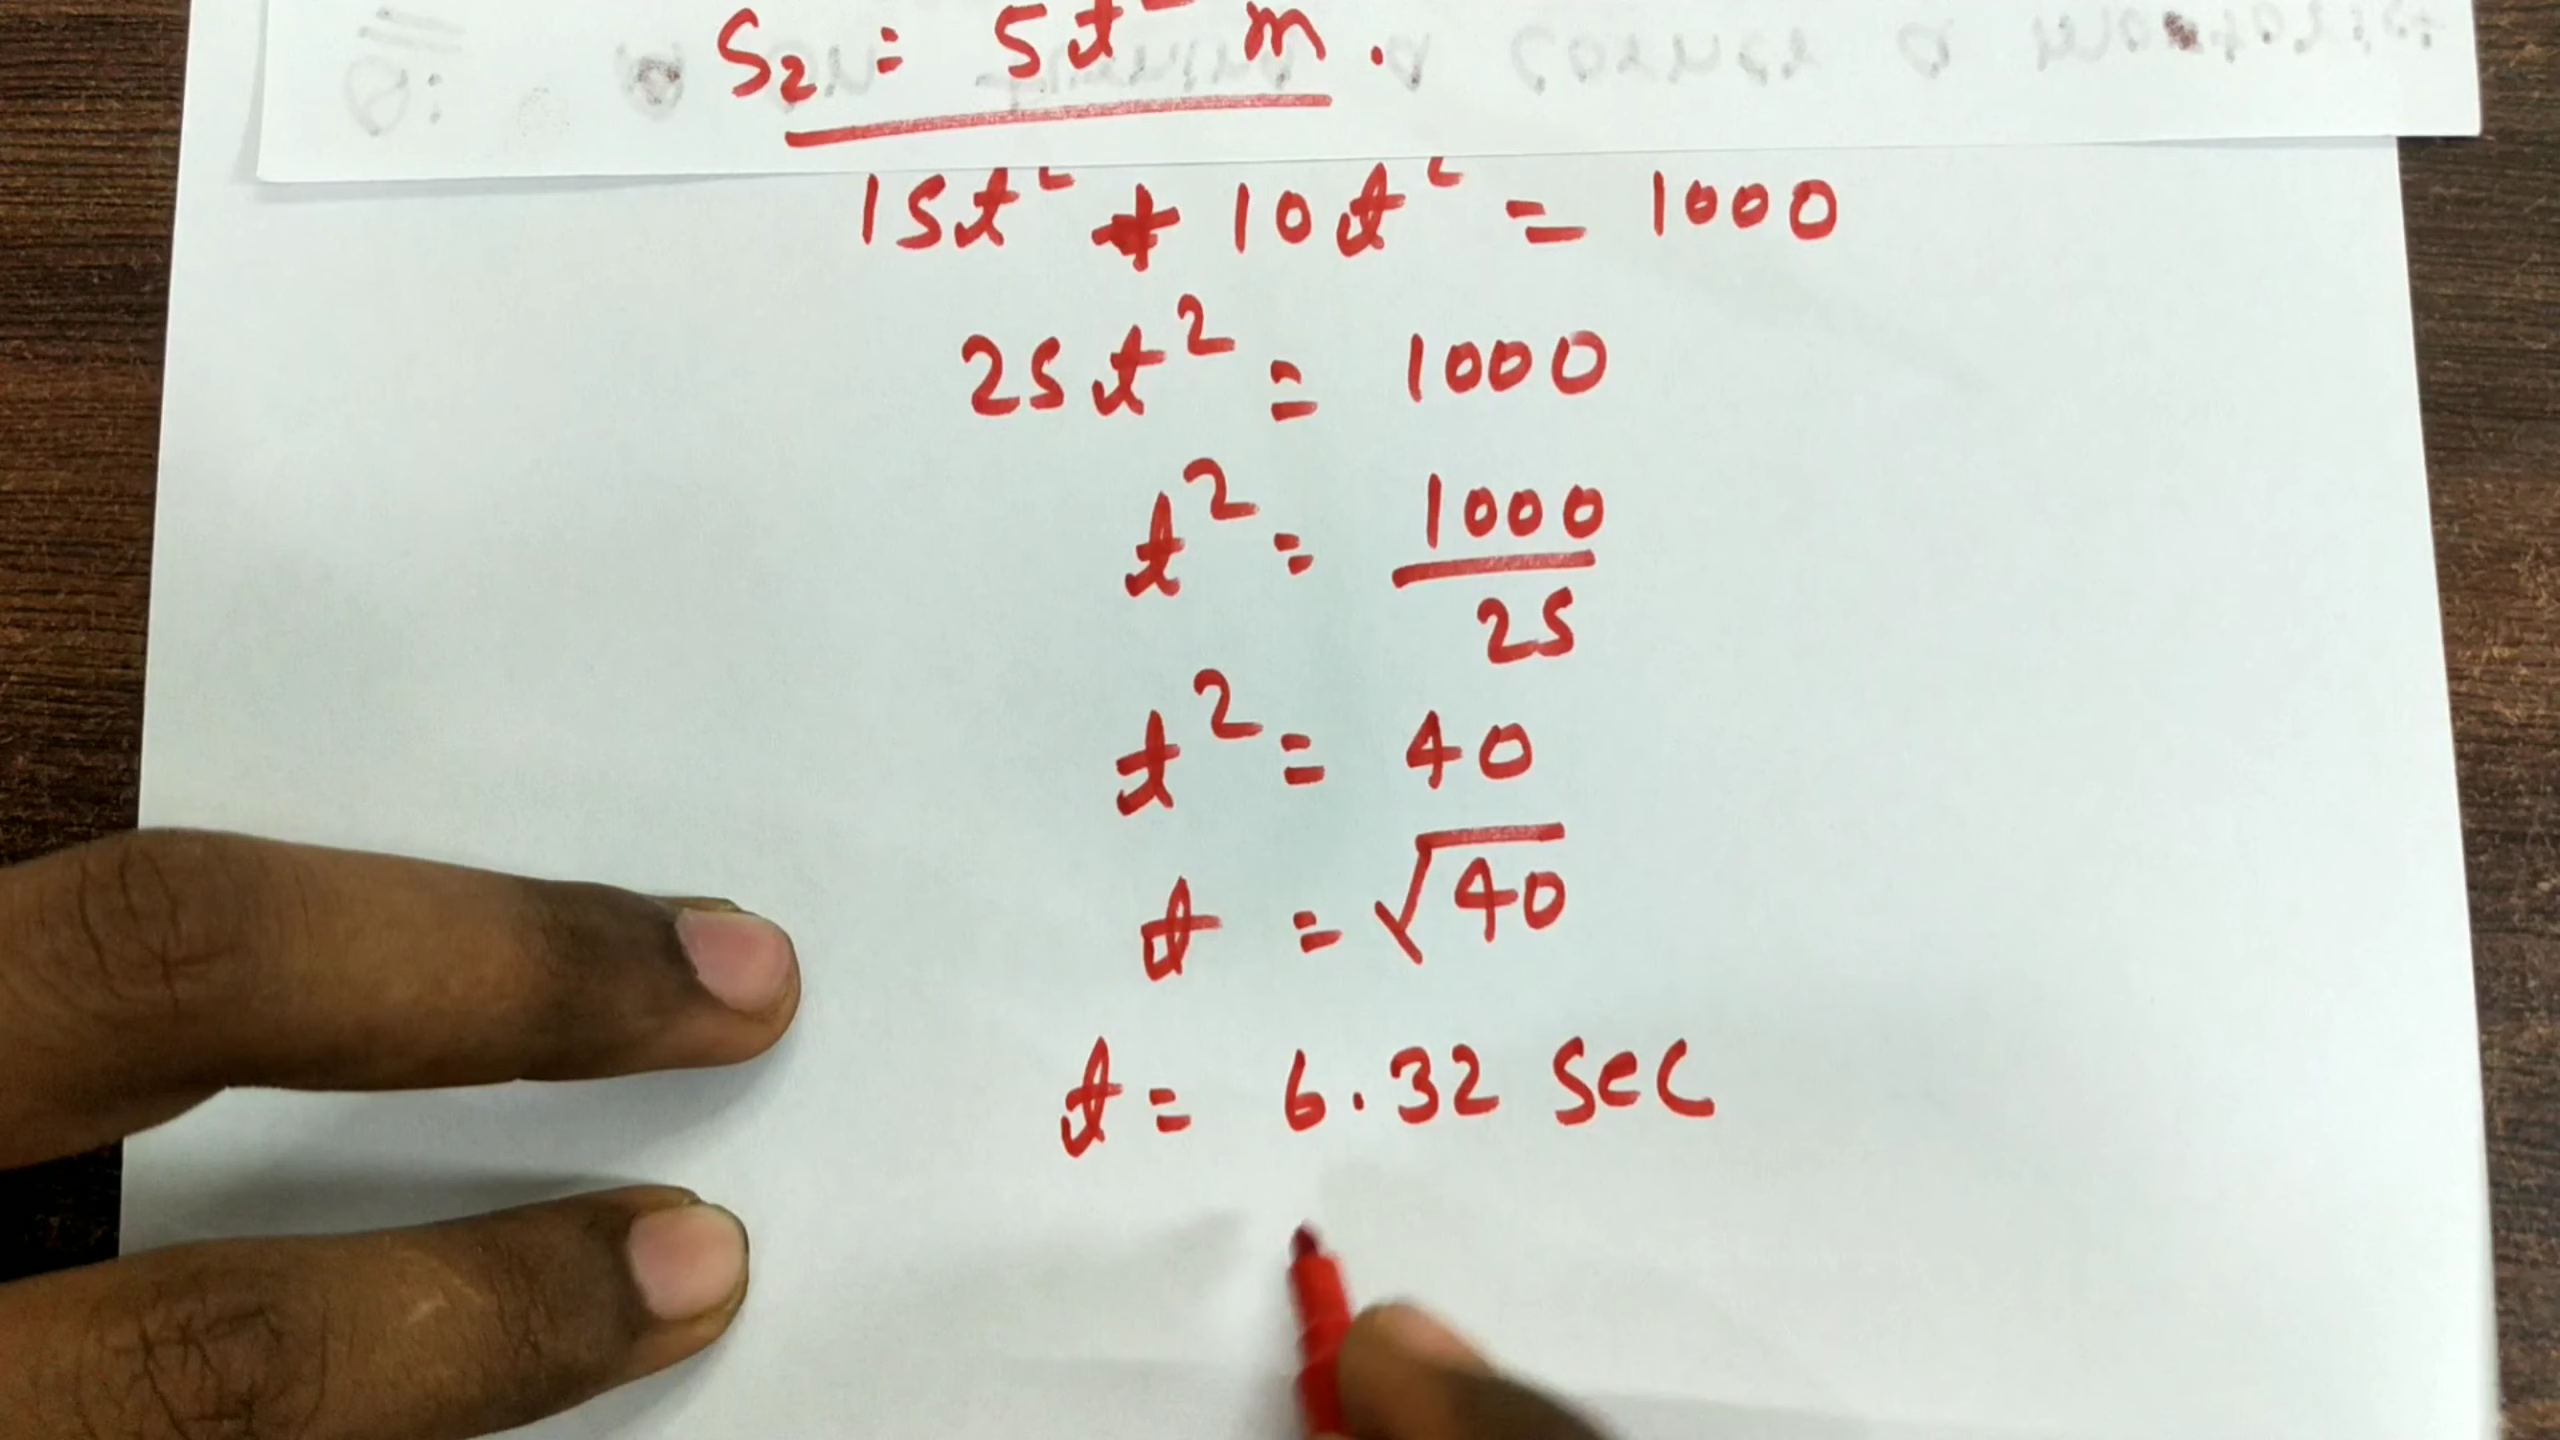 S₂ = 5t² m.
15t² + 10t² = 1000
25t² = 1000
t² = 1000/25
t² = 40
t = √40
t = 6.32 sec